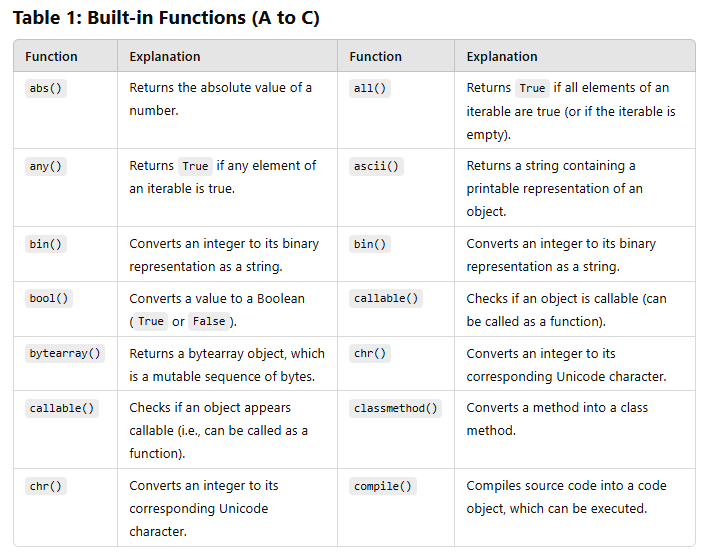 Table 1: Built-in Functions (A to C)
Function Explanation Function Explanation
abs() Returns the absolute value of a all() Returns True if all elements of an
number. iterable are true (or if the iterable is
empty).
any() Returns True if any element of ascii() Returns a string containing a
an iterable is true. printable representation of an
object.
bin() Converts an integer to its binary bin() Converts an integer to its binary
representation as a string. representation as a string.
bool() Converts a value to a Boolean callable() Checks if an object is callable (can
( True or False ). be called as a function).
bytearray() Returns a bytearray object, which chr() Converts an integer to its
is a mutable sequence of bytes. corresponding Unicode character.
callable() Checks if an object appears classmethod() Converts a method into a class
callable (i.e., can be called as a method.
function).
chr() Converts an integer to its compile() Compiles source code into a code
corresponding Unicode object, which can be executed.
character.